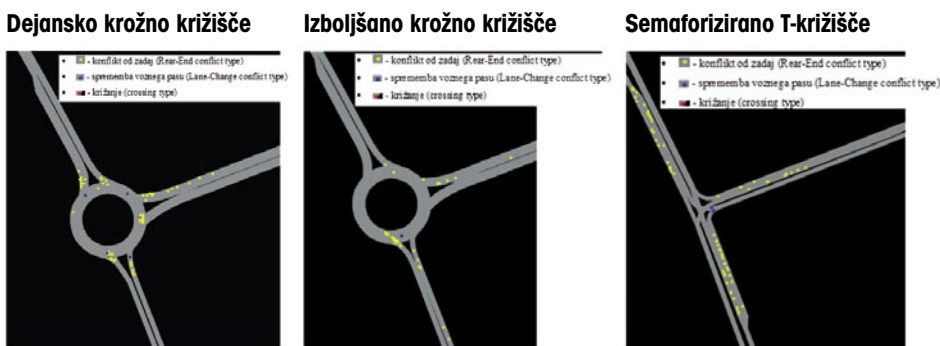 Dejansko krožno križišče
- konflikt od zadaj (Rear-End conflict type)
- sprememba voznega pasu (Lane-Change conflict type)
- križanje (crossing type)
Izboljšano krožno križišče
- konflikt od zadaj (Rear-End conflict type)
- sprememba voznega pasu (Lane-Change conflict type)
- križanje (crossing type)
Semaforizirano T-križišče
- konflikt od zadaj (Rear-End conflict type)
- sprememba voznega pasu (Lane-Change conflict type)
- križanje (crossing type)